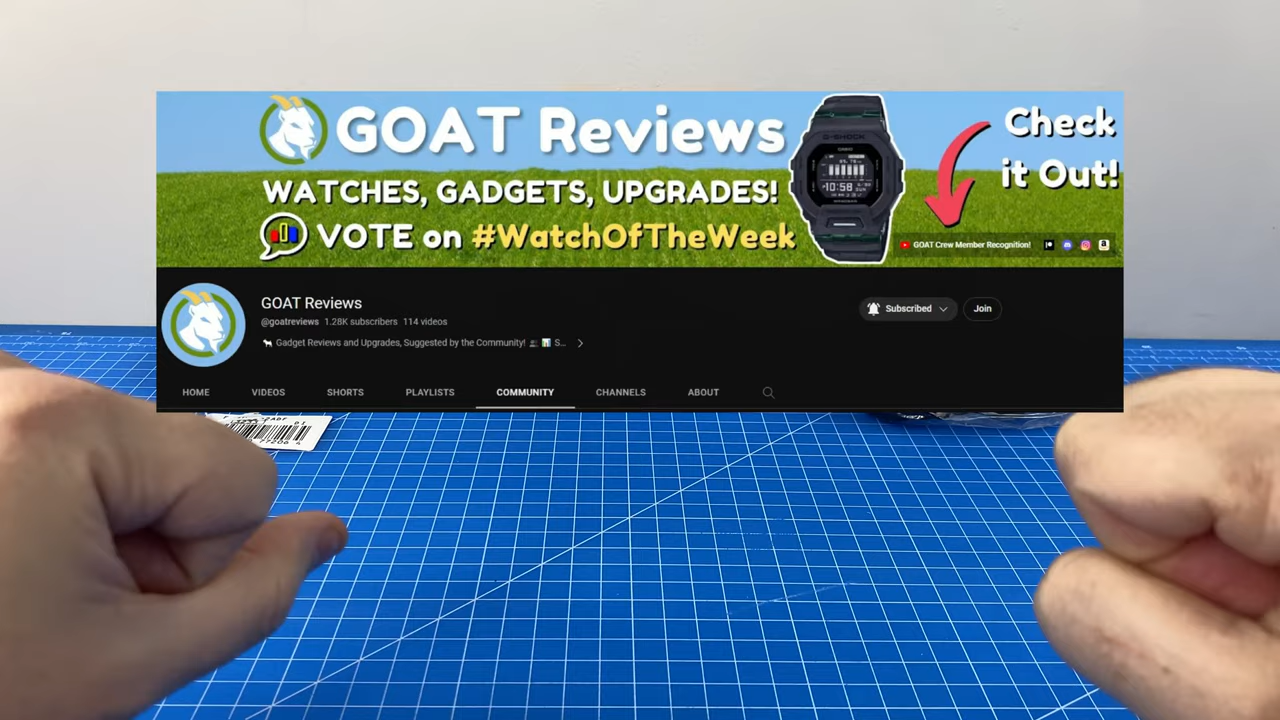 GOAT Reviews
WATCHES, GADGETS, UPGRADES!
VOTE on #WatchOfTheWeek
G-SHOCK
CASIO
10:58
SUN
Check
it Out!
GOAT Crew Member Recognition!
GOAT Reviews
@goatreviews 1.28K subscribers 114 videos
Gadget Reviews and Upgrades, Suggested by the Community! S...
Subscribed
Join
HOME VIDEOS SHORTS PLAYLISTS COMMUNITY CHANNELS ABOUT